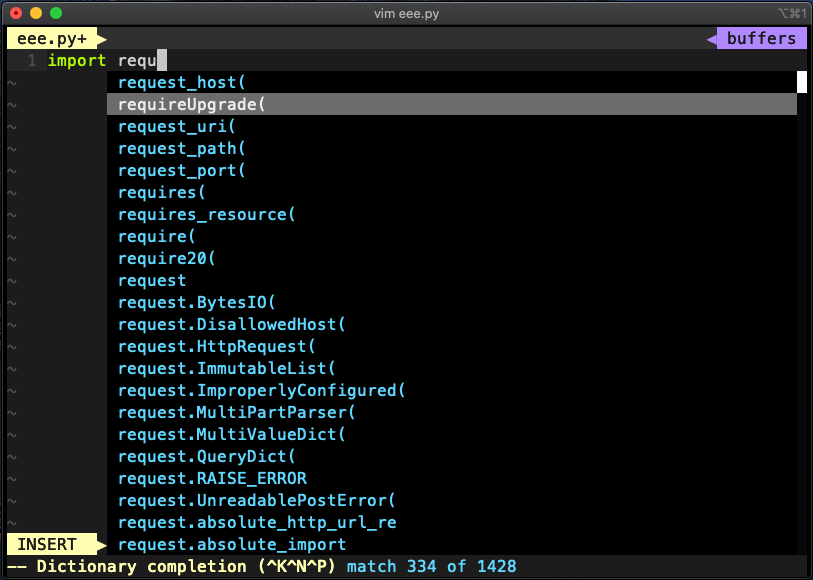 vim eee.py ⌥⌘1
eee.py+ buffers
1 import requ
~ request_host(
~ requireUpgrade(
~ request_uri(
~ request_path(
~ request_port(
~ requires(
~ requires_resource(
~ require(
~ require20(
~ request
~ request.BytesIO(
~ request.DisallowedHost(
~ request.HttpRequest(
~ request.ImmutableList(
~ request.ImproperlyConfigured(
~ request.MultiPartParser(
~ request.MultiValueDict(
~ request.QueryDict(
~ request.RAISE_ERROR
~ request.UnreadablePostError(
~ request.absolute_http_url_re
INSERT request.absolute_import
-- Dictionary completion (^K^N^P) match 334 of 1428